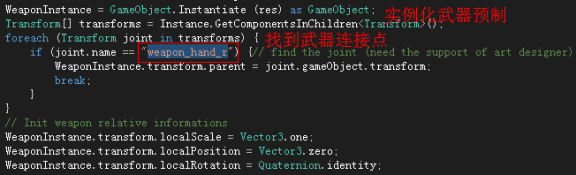 WeaponInstance = GameObject.Instantiate (res) as GameObject; 实例化武器预制
Transform[] transforms = Instance.GetComponentsInChildren<Transform>();
foreach (Transform joint in transforms) { 找到武器连接点
if (joint.name == "weapon_hand_r") {// find the joint (need the support of art designer)
WeaponInstance.transform.parent = joint.gameObject.transform;
break;
}
}
// Init weapon relative informations
WeaponInstance.transform.localScale = Vector3.one;
WeaponInstance.transform.localPosition = Vector3.zero;
WeaponInstance.transform.localRotation = Quaternion.identity;